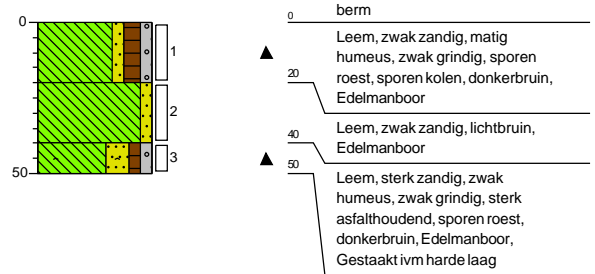 0
50
1
2
3
0
berm
Leem, zwak zandig, matig
humeus, zwak grindig, sporen
roest, sporen kolen, donkerbruin,
Edelmanboor
20
Leem, zwak zandig, lichtbruin,
Edelmanboor
40
Leem, sterk zandig, zwak
humeus, zwak grindig, sterk
asfalthoudend, sporen roest,
donkerbruin, Edelmanboor,
Gestaakt ivm harde laag
50